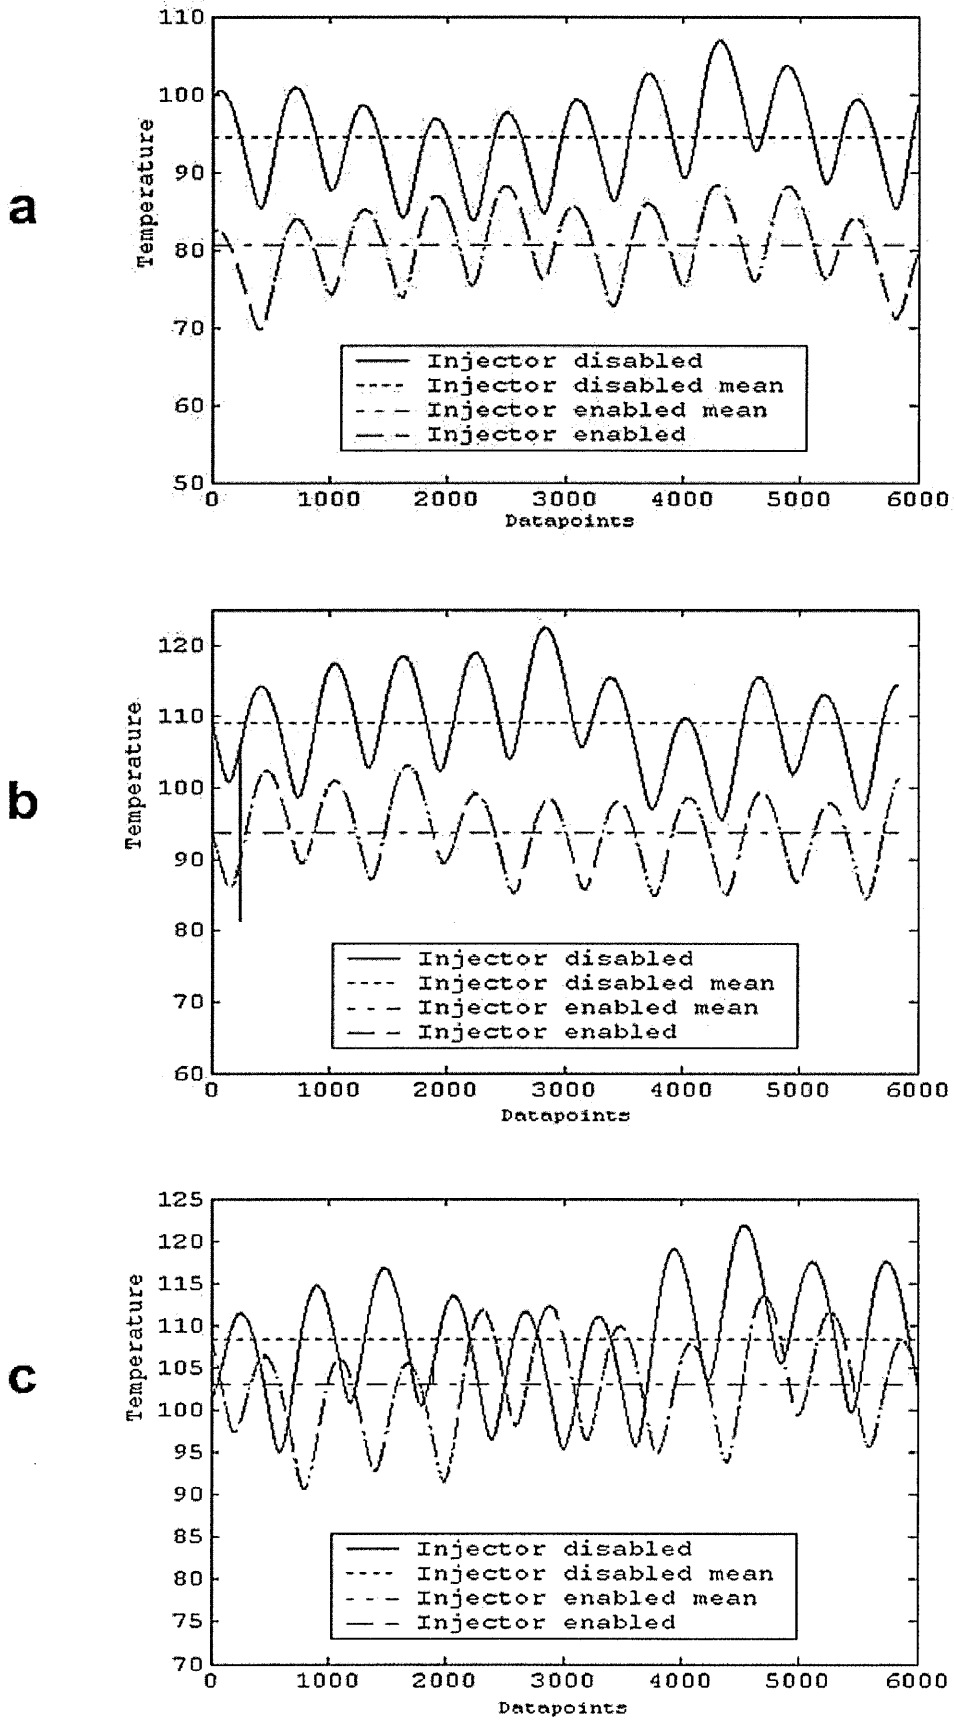 110
100
90
80
70
60
50
Temperature
a
Injector disabled
Injector disabled mean
Injector enabled mean
Injector enabled
0 1000 2000 3000 4000 5000 6000
Datapoints
120
110
100
90
80
70
60
Temperature
b
Injector disabled
Injector disabled mean
Injector enabled mean
Injector enabled
0 1000 2000 3000 4000 5000 6000
Datapoints
125
120
115
110
105
100
95
90
85
80
75
70
Temperature
c
Injector disabled
Injector disabled mean
Injector enabled mean
Injector enabled
0 1000 2000 3000 4000 5000 6000
Datapoints